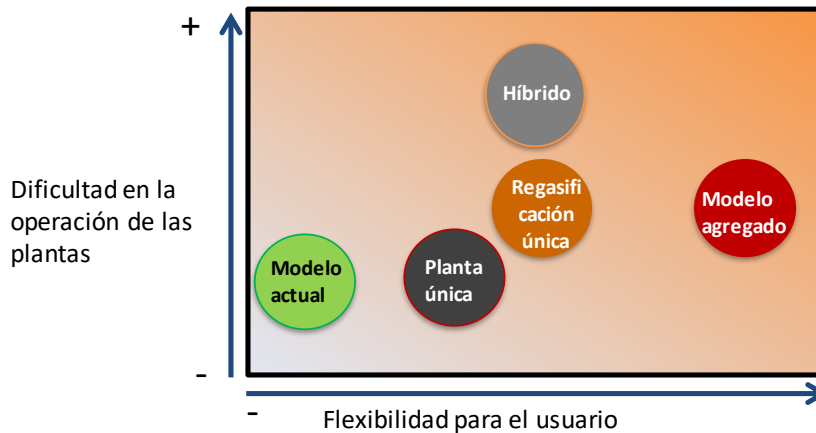 +
Híbrido
Dificultad en la
operación de las
plantas
Regasifi
cación
única
Modelo
agregado
Modelo
actual
Planta
única
-
-
Flexibilidad para el usuario